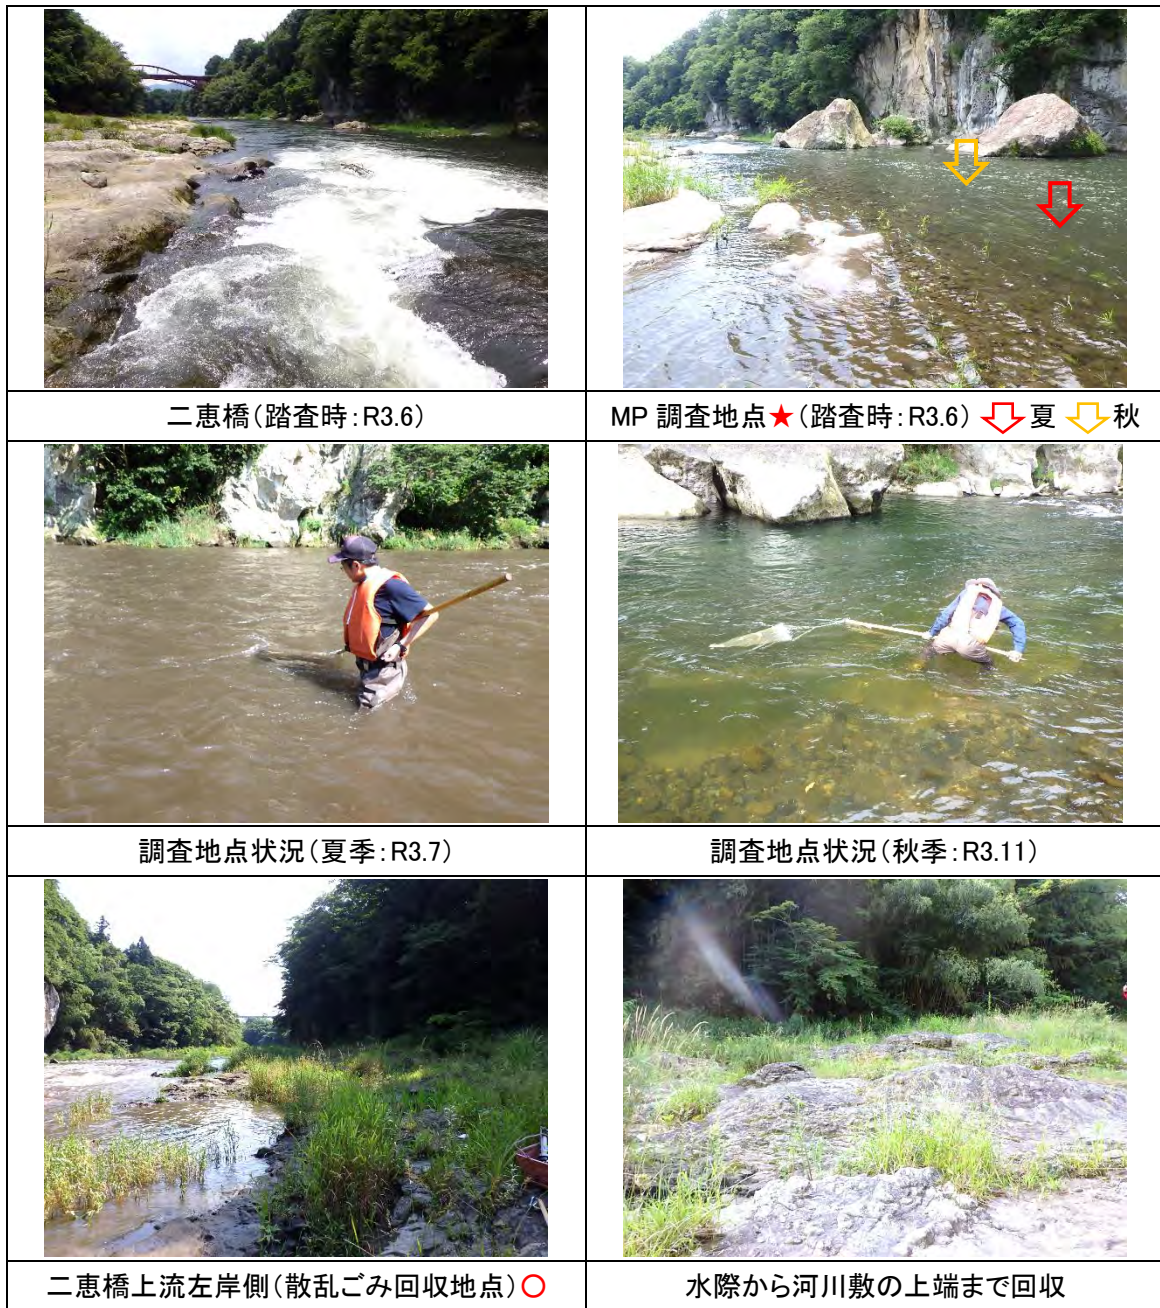 二恵橋（踏査時：R3.6）
MP 調査地点★（踏査時：R3.6） 夏 秋
調査地点状況（夏季：R3.7）
調査地点状況（秋季：R3.11）
二恵橋上流左岸側（散乱ごみ回収地点）○
水際から河川敷の上端まで回収